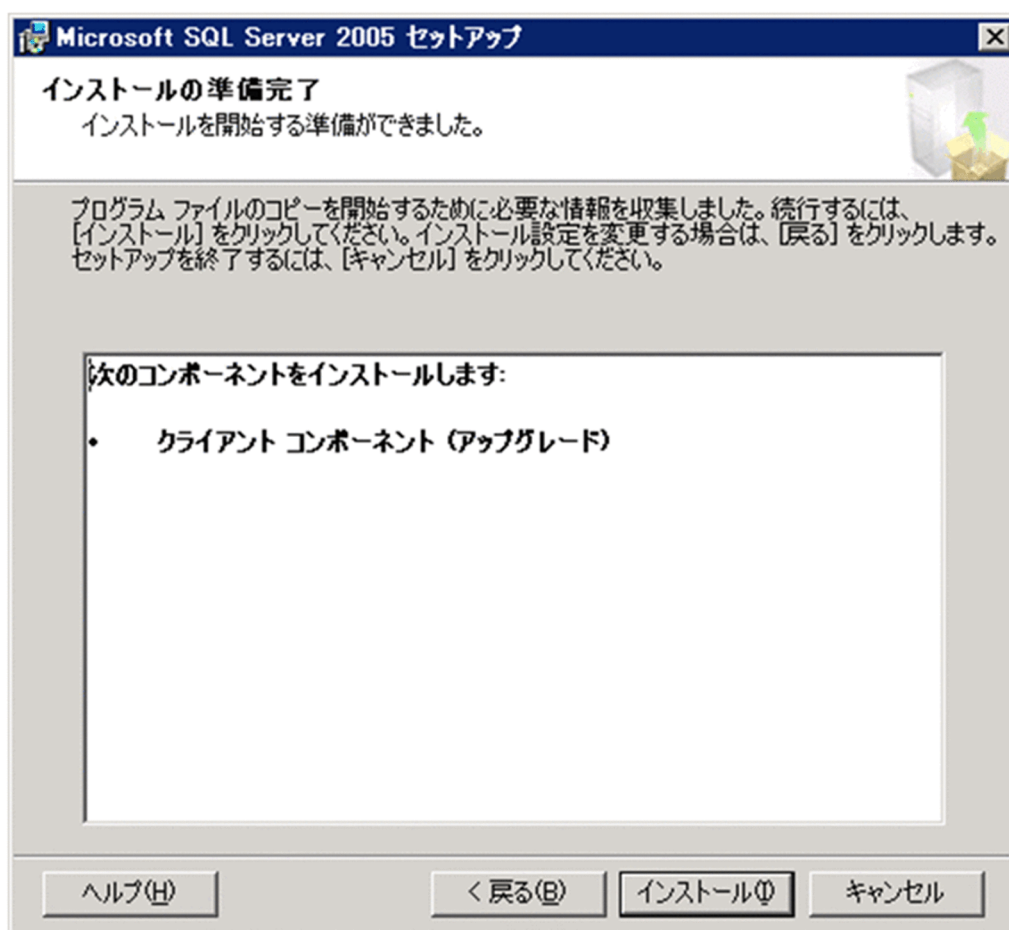 Microsoft SQL Server 2005 セットアップ
インストールの準備完了
インストールを開始する準備ができました。
プログラム ファイルのコピーを開始するために必要な情報を収集しました。続行するには、
[インストール] をクリックしてください。インストール設定を変更する場合は、[戻る] をクリックします。
セットアップを終了するには、[キャンセル] をクリックしてください。
次のコンポーネントをインストールします:
• クライアント コンポーネント (アップグレード)
ヘルプ(H) < 戻る(B) インストール(I) キャンセル